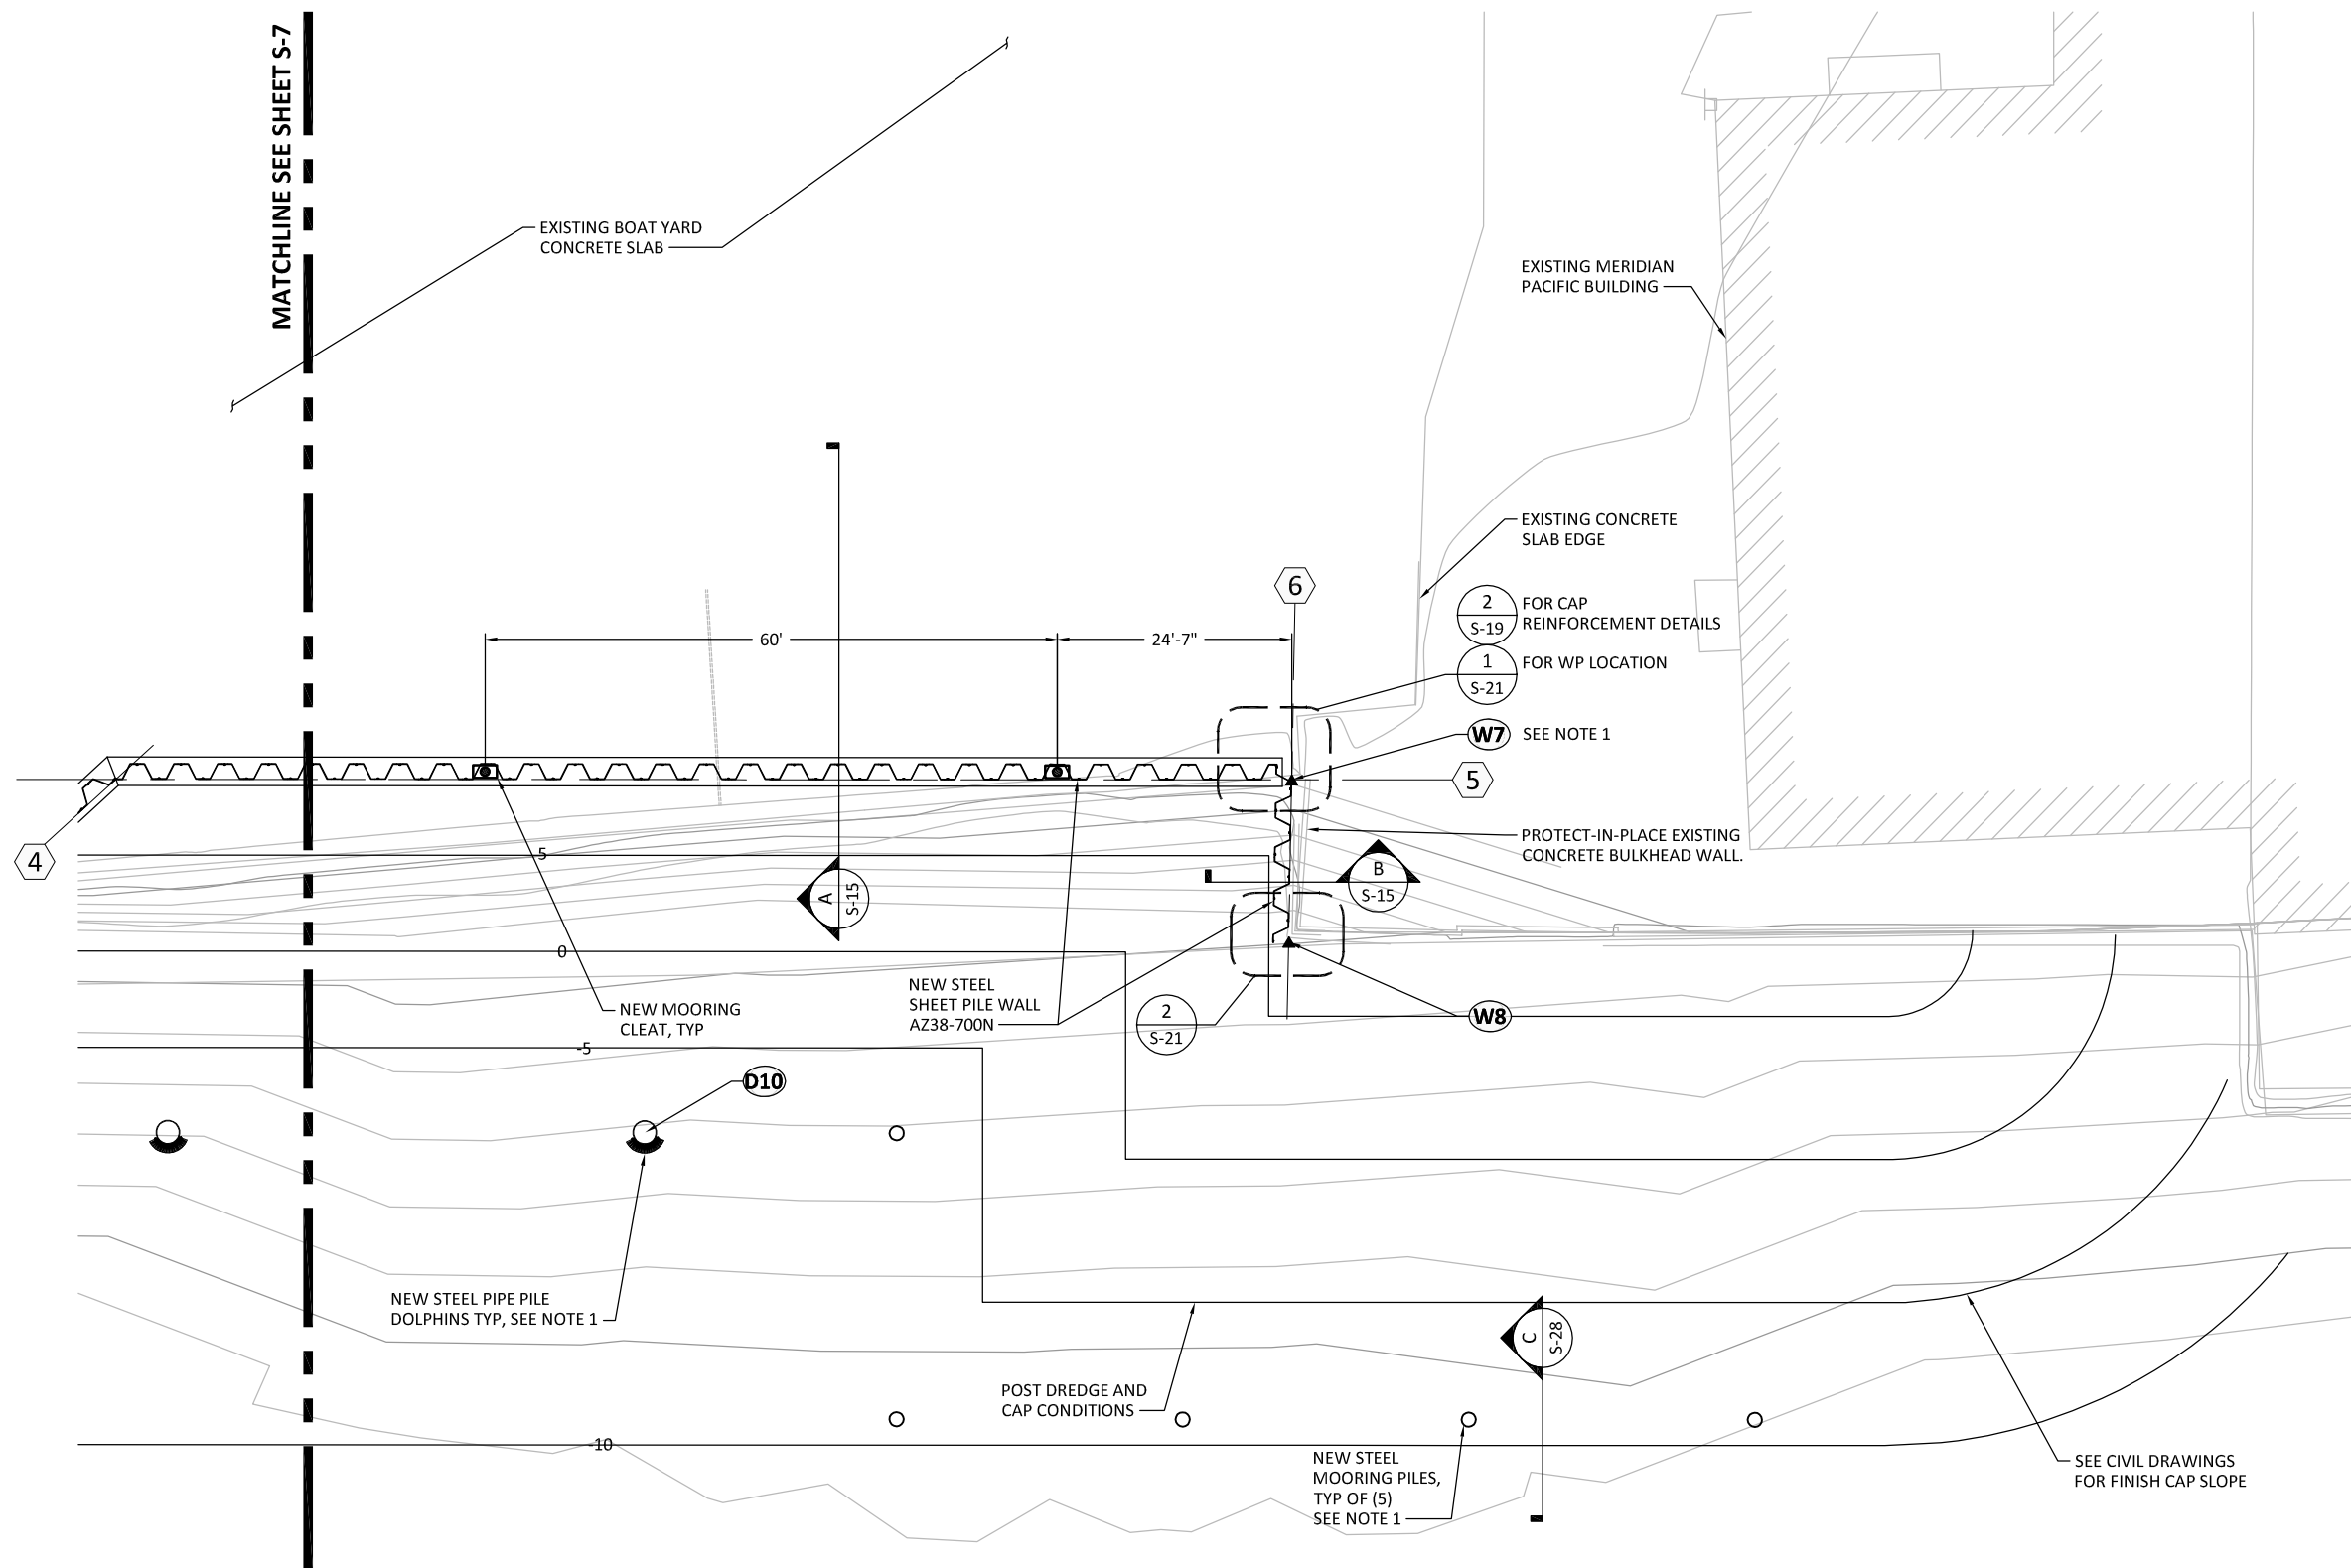 MATCHLINE SEE SHEET S-7
EXISTING BOAT YARD
CONCRETE SLAB
EXISTING MERIDIAN
PACIFIC BUILDING
EXISTING CONCRETE
SLAB EDGE
6
2
S-19
FOR CAP
REINFORCEMENT DETAILS
1
S-21
FOR WP LOCATION
60'
24'-7"
W7
SEE NOTE 1
5
4
PROTECT-IN-PLACE EXISTING
CONCRETE BULKHEAD WALL.
5
A
S-15
B
S-15
0
NEW STEEL
SHEET PILE WALL
AZ38-700N
NEW MOORING
CLEAT, TYP
2
S-21
W8
-5
D10
NEW STEEL PIPE PILE
DOLPHINS TYP, SEE NOTE 1
C
S-28
POST DREDGE AND
CAP CONDITIONS
-10
NEW STEEL
MOORING PILES,
TYP OF (5)
SEE NOTE 1
SEE CIVIL DRAWINGS
FOR FINISH CAP SLOPE